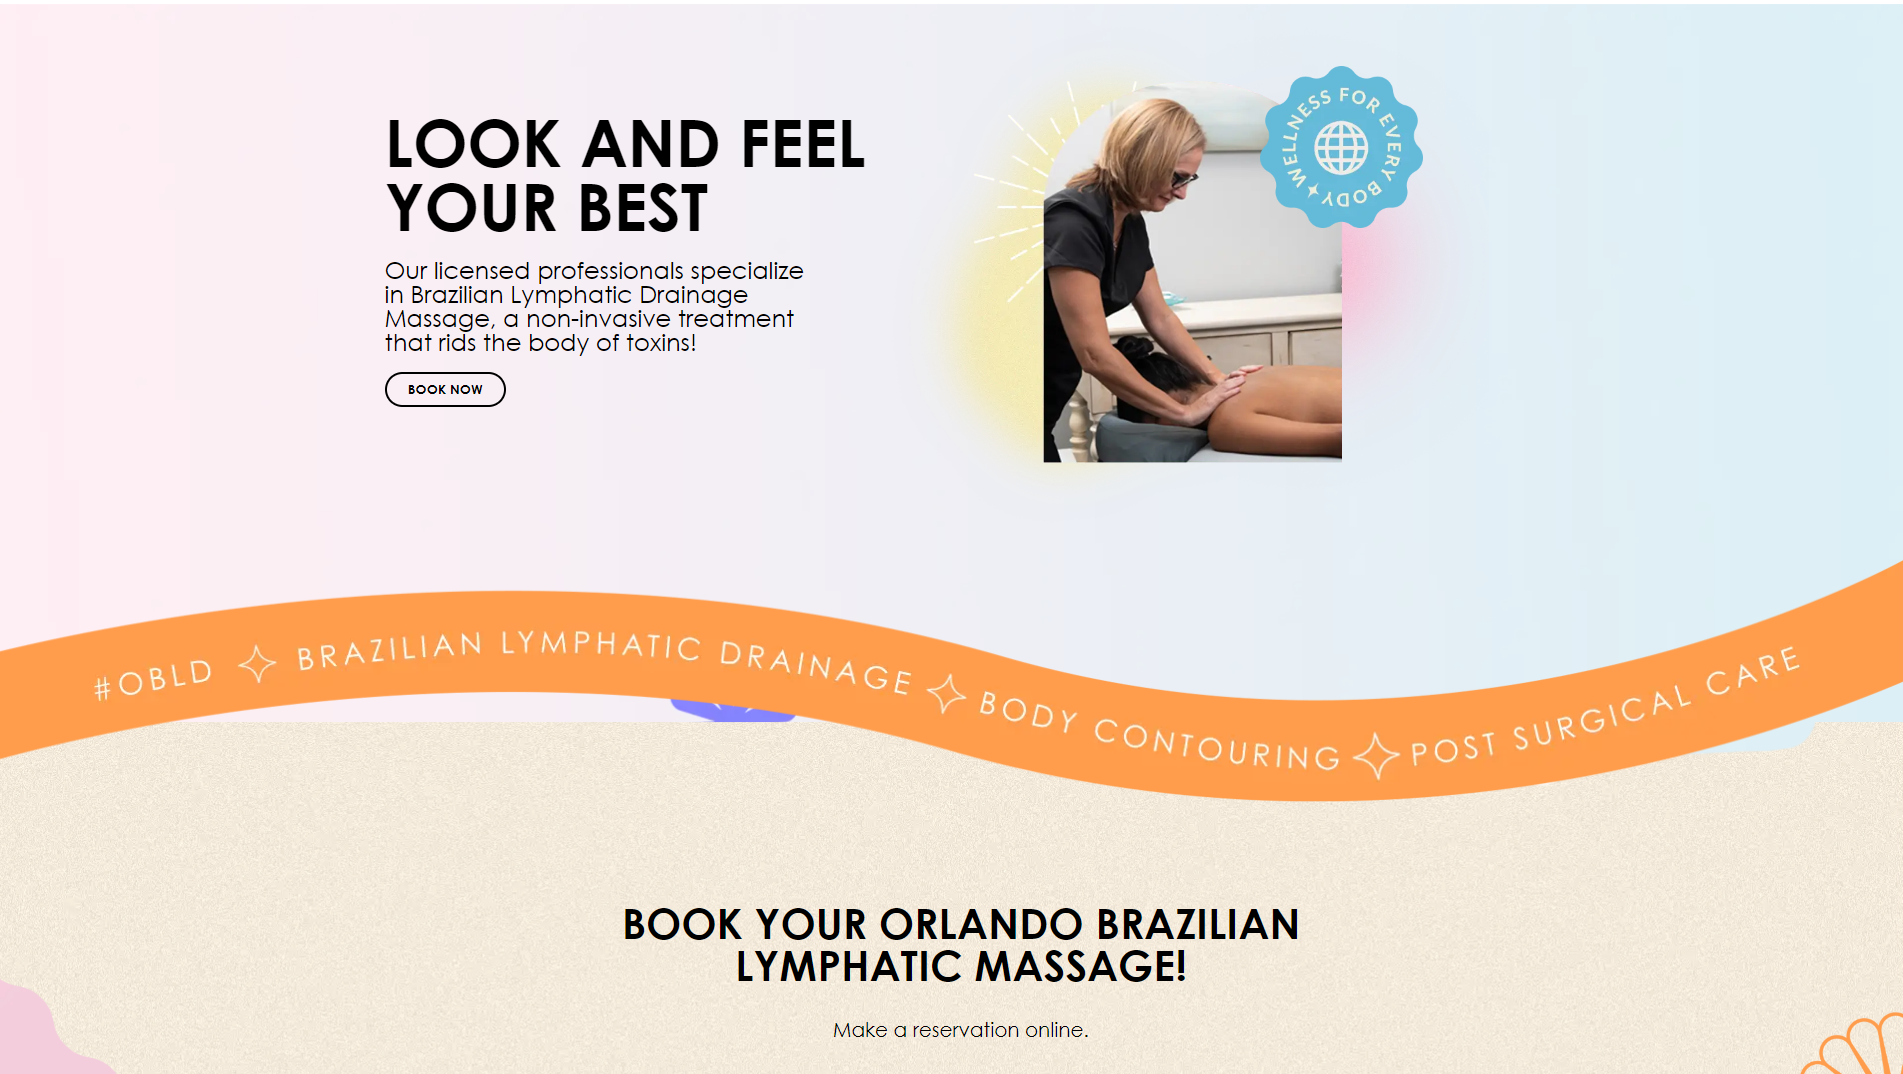 LOOK AND FEEL
YOUR BEST
Our licensed professionals specialize
in Brazilian Lymphatic Drainage
Massage, a non-invasive treatment
that rids the body of toxins!
BOOK NOW
WELLNESS FOR EVERY BODY
#OBLD BRAZILIAN LYMPHATIC DRAINAGE BODY CONTOURING POST SURGICAL CARE
BOOK YOUR ORLANDO BRAZILIAN
LYMPHATIC MASSAGE!
Make a reservation online.